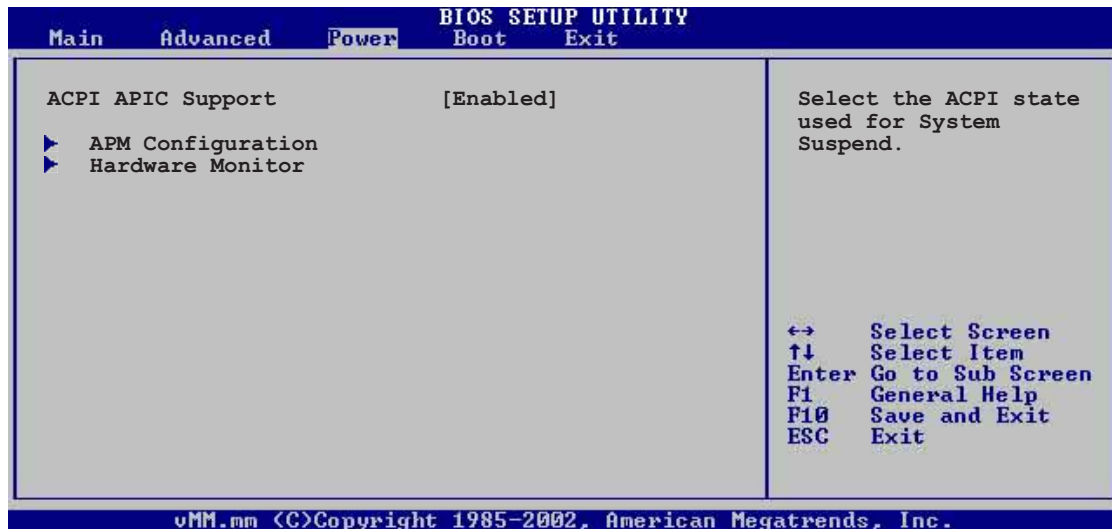 BIOS SETUP UTILITY
Main Advanced Power Boot Exit
ACPI APIC Support [Enabled]
APM Configuration
Hardware Monitor
Select the ACPI state
used for System
Suspend.
←→ Select Screen
↑↓ Select Item
Enter Go to Sub Screen
F1 General Help
F10 Save and Exit
ESC Exit
vMM.mm (C)Copyright 1985-2002, American Megatrends, Inc.